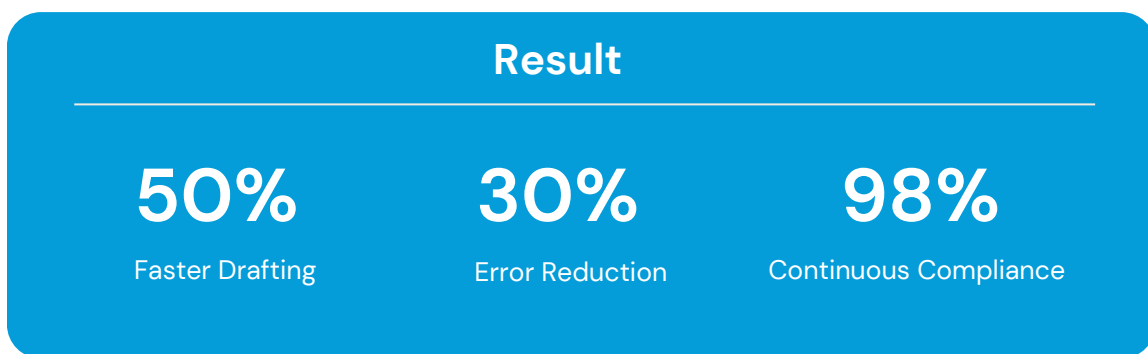 Result
50%
30%
98%
Faster Drafting
Error Reduction
Continuous Compliance